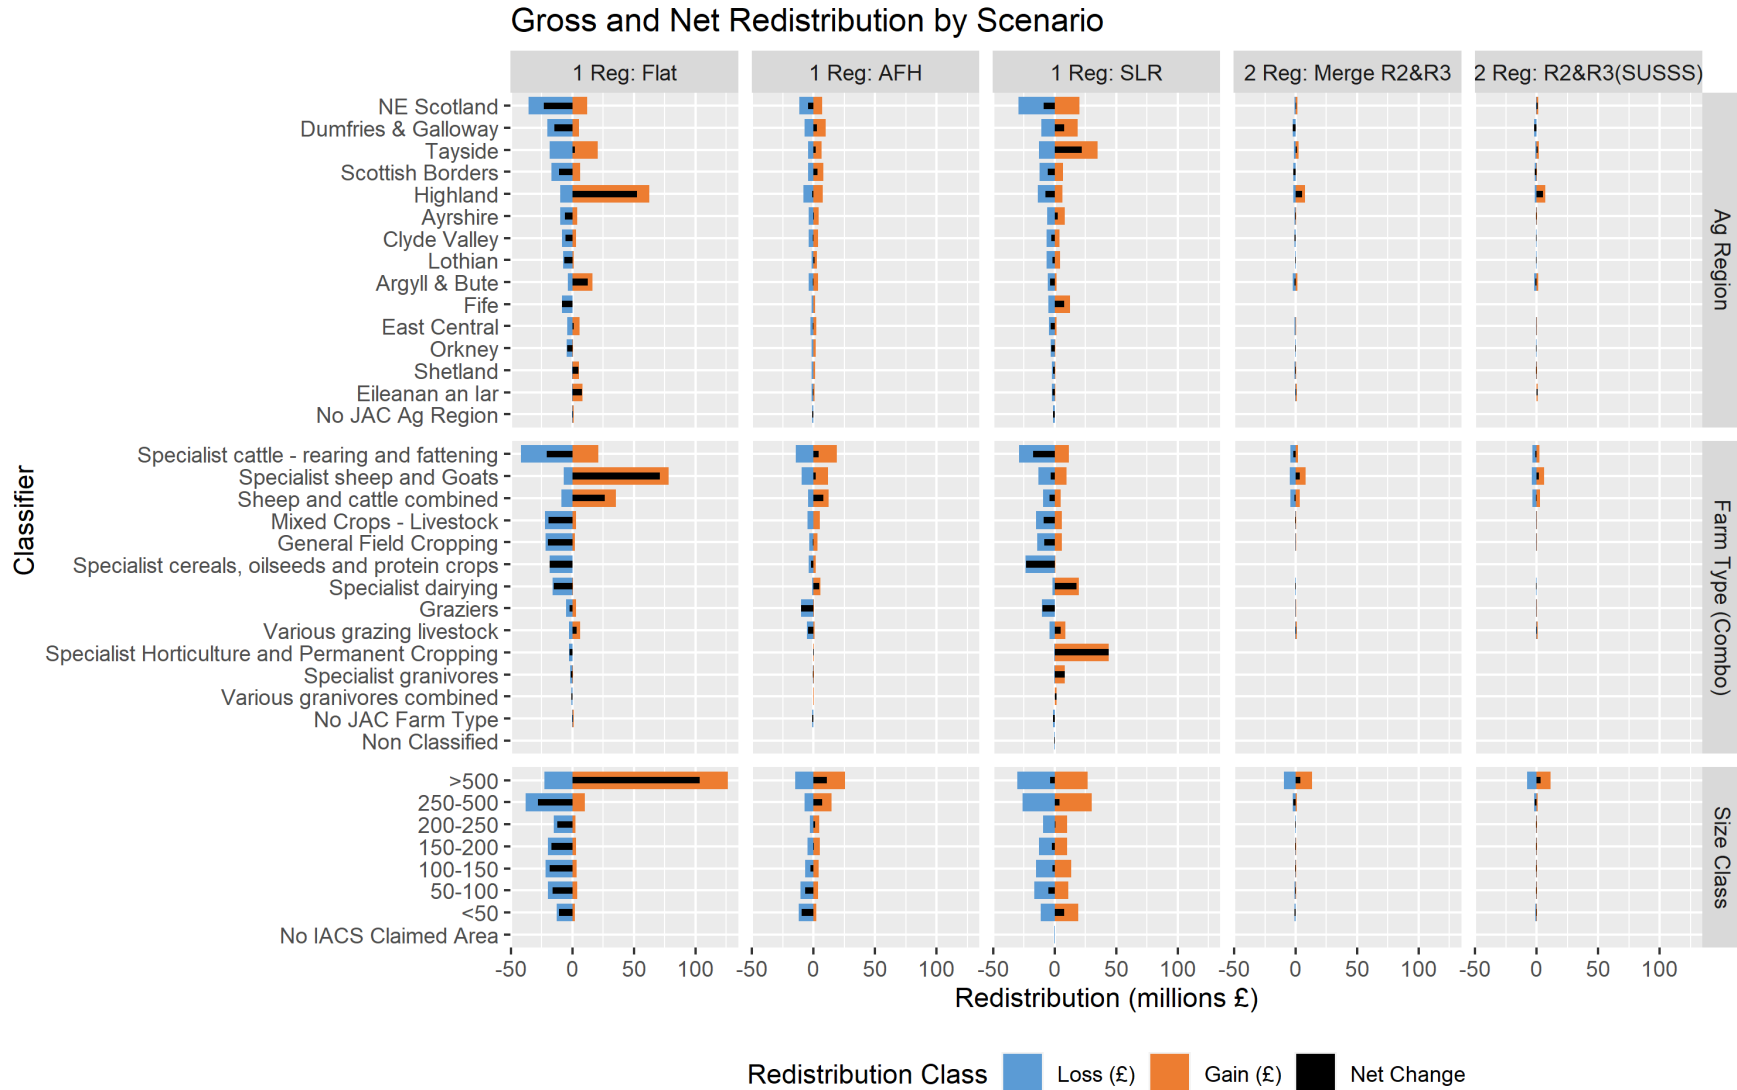 Gross and Net Redistribution by Scenario
1 Reg: Flat
1 Reg: AFH
1 Reg: SLR
2 Reg: Merge R2&R3
2 Reg: R2&R3(SUSSS)
Classifier
NE Scotland
Dumfries & Galloway
Tayside
Scottish Borders
Highland
Ayrshire
Clyde Valley
Lothian
Argyll & Bute
Fife
East Central
Orkney
Shetland
Eileanan an Iar
No JAC Ag Region
Ag Region
Specialist cattle - rearing and fattening
Specialist sheep and Goats
Sheep and cattle combined
Mixed Crops - Livestock
General Field Cropping
Specialist cereals, oilseeds and protein crops
Specialist dairying
Graziers
Various grazing livestock
Specialist Horticulture and Permanent Cropping
Specialist granivores
Various granivores combined
No JAC Farm Type
Non Classified
Farm Type (Combo)
>500
250-500
200-250
150-200
100-150
50-100
<50
No IACS Claimed Area
Size Class
-50 0 50 100
-50 0 50 100
-50 0 50 100
-50 0 50 100
-50 0 50 100
Redistribution (millions £)
Redistribution Class Loss (£) Gain (£) Net Change